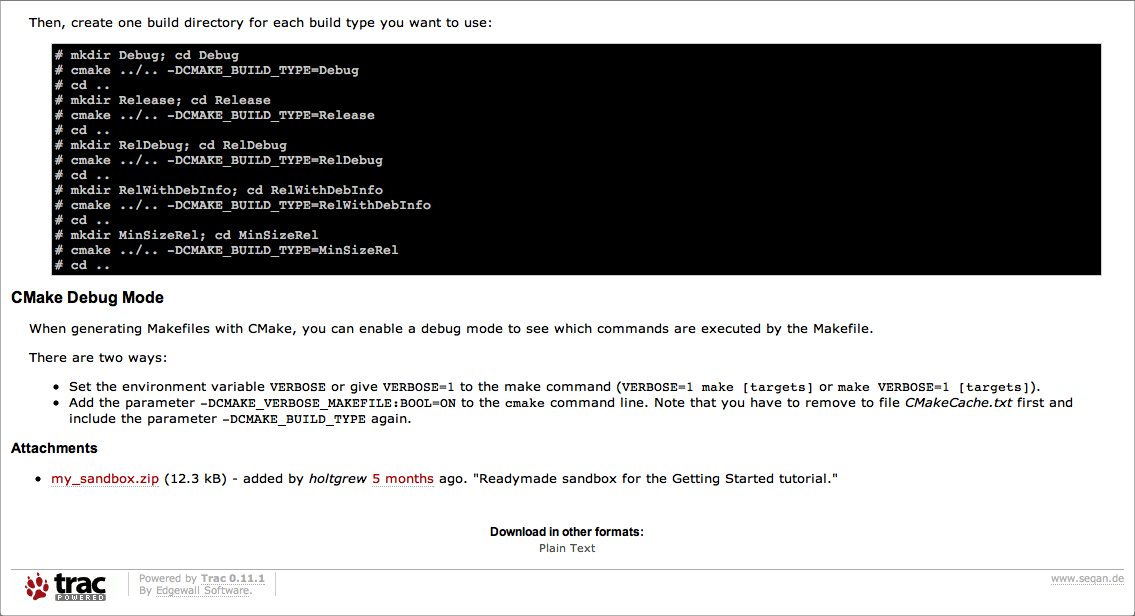 Then, create one build directory for each build type you want to use:
# mkdir Debug; cd Debug
# cmake ../.. -DCMAKE_BUILD_TYPE=Debug
# cd ..
# mkdir Release; cd Release
# cmake ../.. -DCMAKE_BUILD_TYPE=Release
# cd ..
# mkdir RelDebug; cd RelDebug
# cmake ../.. -DCMAKE_BUILD_TYPE=RelDebug
# cd ..
# mkdir RelWithDebInfo; cd RelWithDebInfo
# cmake ../.. -DCMAKE_BUILD_TYPE=RelWithDebInfo
# cd ..
# mkdir MinSizeRel; cd MinSizeRel
# cmake ../.. -DCMAKE_BUILD_TYPE=MinSizeRel
# cd ..
CMake Debug Mode
When generating Makefiles with CMake, you can enable a debug mode to see which commands are executed by the Makefile.
There are two ways:
• Set the environment variable VERBOSE or give VERBOSE=1 to the make command (VERBOSE=1 make [targets] or make VERBOSE=1 [targets]).
• Add the parameter -DCMAKE_VERBOSE_MAKEFILE:BOOL=ON to the cmake command line. Note that you have to remove to file CMakeCache.txt first and
include the parameter -DCMAKE_BUILD_TYPE again.
Attachments
• my_sandbox.zip (12.3 kB) - added by holtgrew 5 months ago. "Readymade sandbox for the Getting Started tutorial."
Download in other formats:
Plain Text
trac
POWERED
Powered by Trac 0.11.1
By Edgewall Software.
www.seqan.de